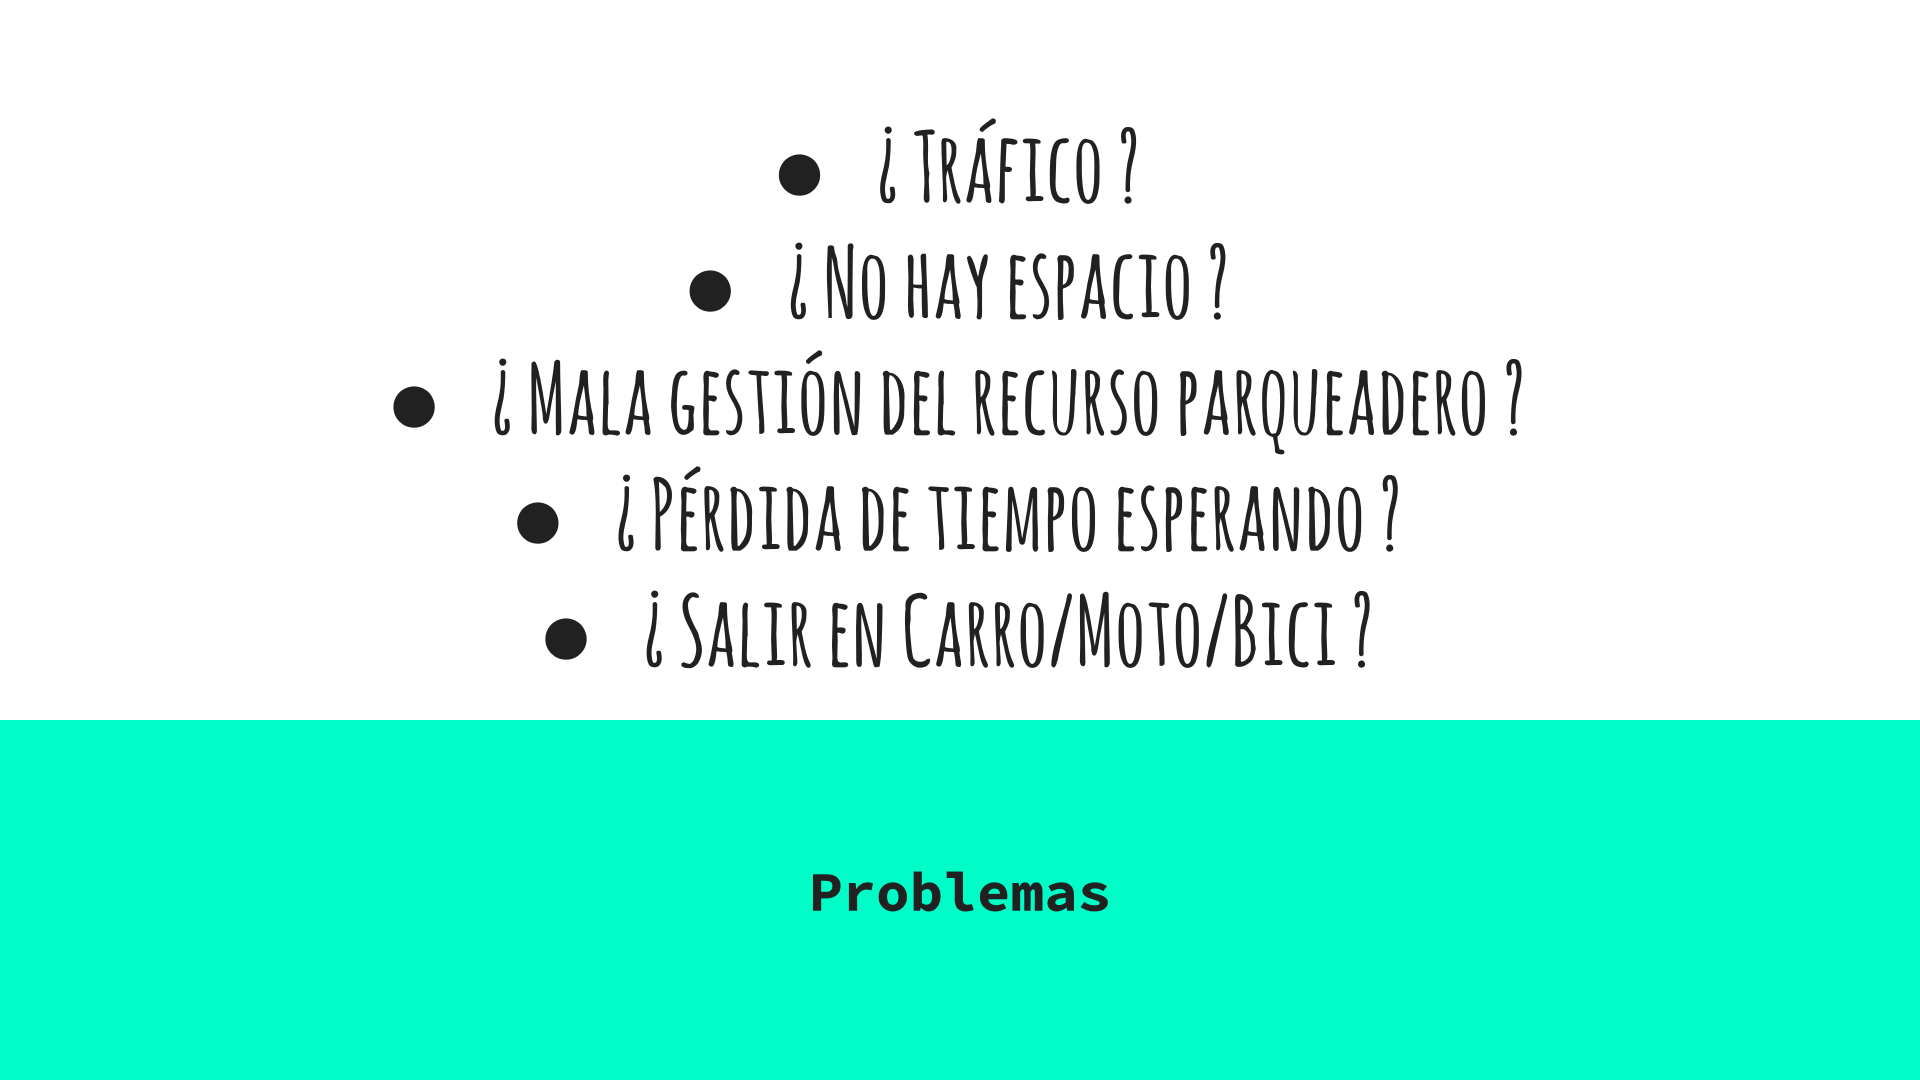 ● ¿ Tráfico ?
● ¿ No hay espacio ?
● ¿ Mala gestión del recurso parqueadero ?
● ¿ Pérdida de tiempo esperando ?
● ¿ Salir en Carro/Moto/Bici ?
Problemas